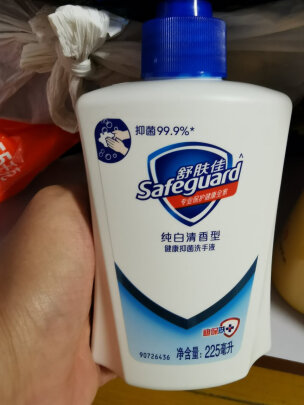 抑菌99.9%*
舒肤佳
Safeguard
专业保护健康全家
纯白清香型
健康抑菌洗手液
90726436 净含量:225毫升